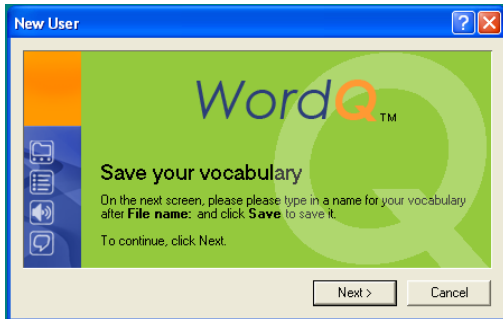 New User
WordQ™
Save your vocabulary
On the next screen, please please type in a name for your vocabulary
after File name: and click Save to save it.
To continue, click Next.
Next >
Cancel